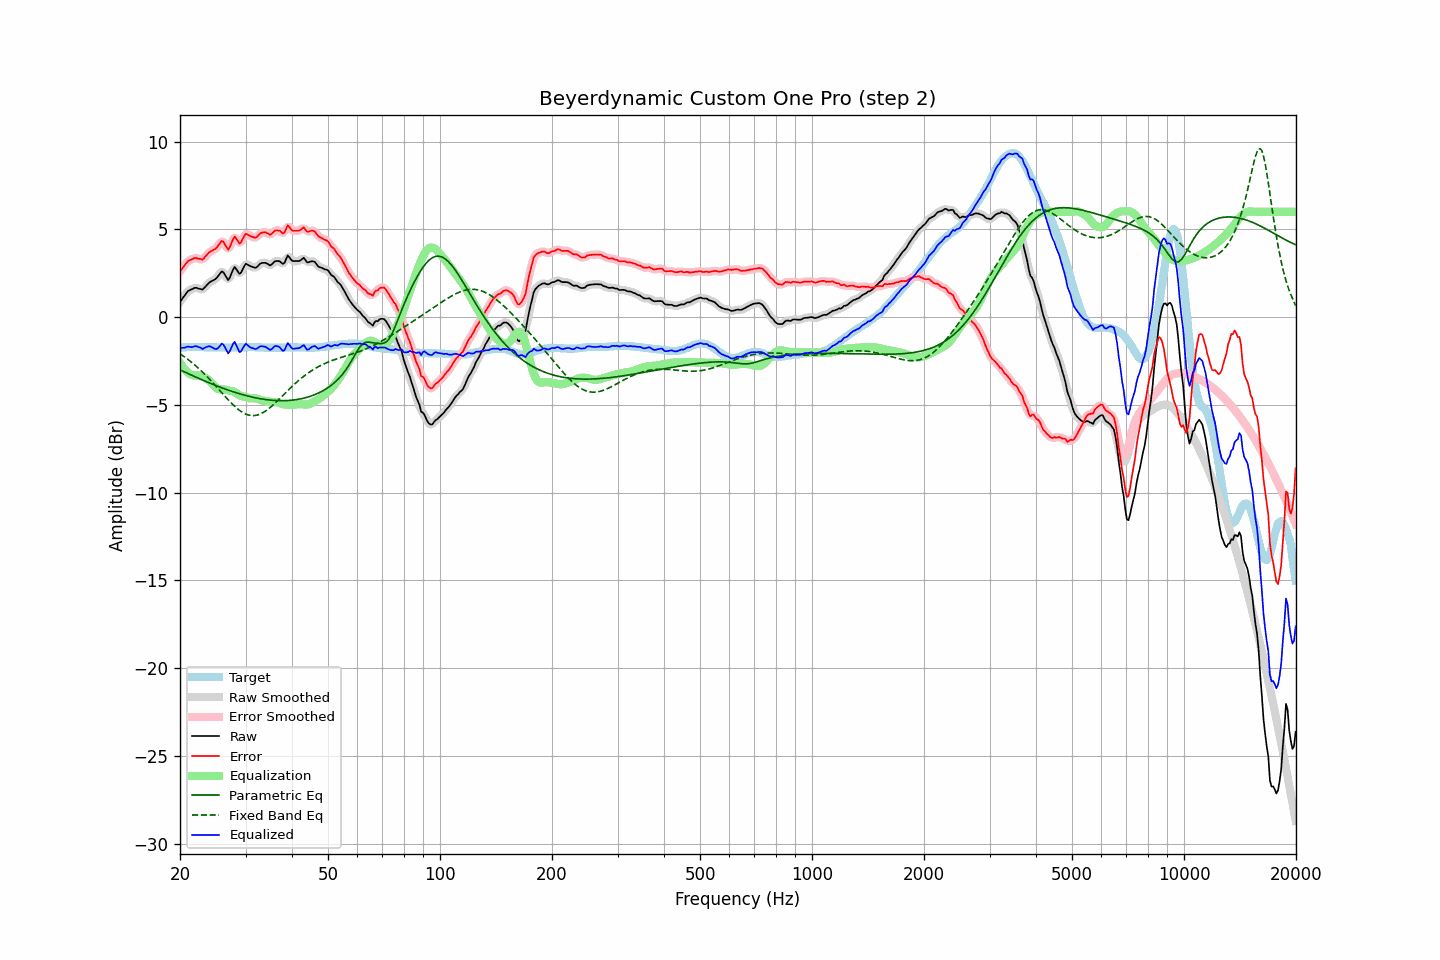 Beyerdynamic Custom One Pro (step 2)
10
5
0
−5
−10
−15
−20
−25
−30
Amplitude (dBr)
Target
Raw Smoothed
Error Smoothed
Raw
Error
Equalization
Parametric Eq
Fixed Band Eq
Equalized
20
50
100
200
500
1000
2000
5000
10000
20000
Frequency (Hz)